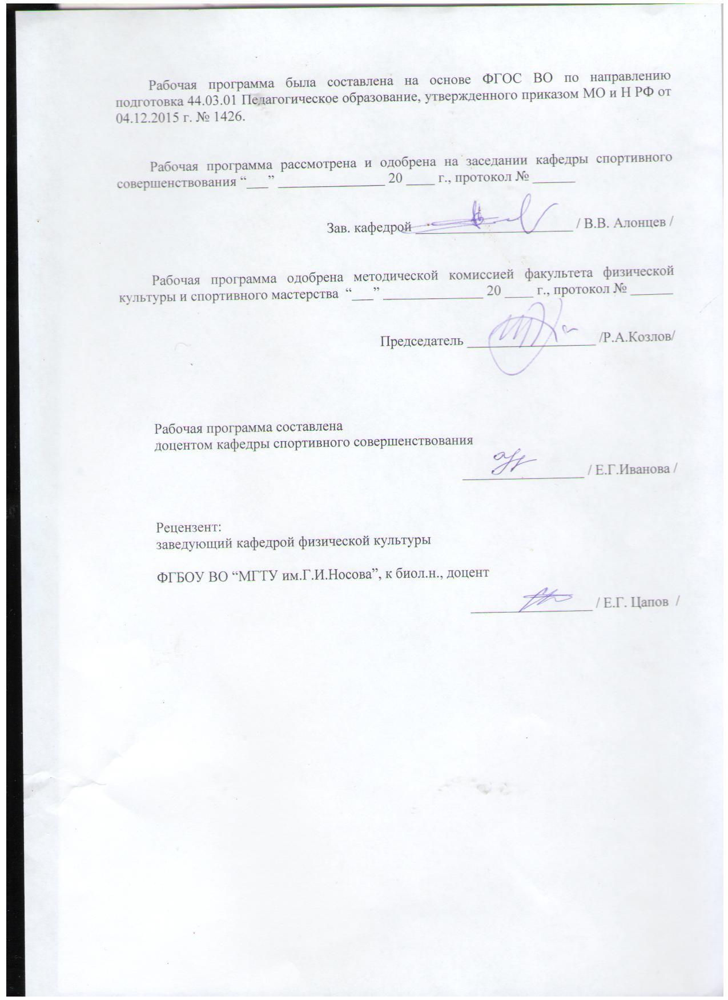 Рабочая программа была составлена на основе ФГОС ВО по направлению
подготовка 44.03.01 Педагогическое образование, утвержденного приказом МО и Н РФ от
04.12.2015 г. № 1426.
Рабочая программа рассмотрена и одобрена на заседании кафедры спортивного
совершенствования “___” _______________ 20 ____ г., протокол № ______
Зав. кафедрой ______________________ / В.В. Алонцев /
Рабочая программа одобрена методической комиссией факультета физической
культуры и спортивного мастерства “___” ______________ 20 ____ г., протокол № ______
Председатель __________________ /Р.А.Козлов/
Рабочая программа составлена
доцентом кафедры спортивного совершенствования
_________________ / Е.Г.Иванова /
Рецензент:
заведующий кафедрой физической культуры
ФГБОУ ВО “МГТУ им.Г.И.Носова”, к биол.н., доцент
_________________ / Е.Г. Цапов /